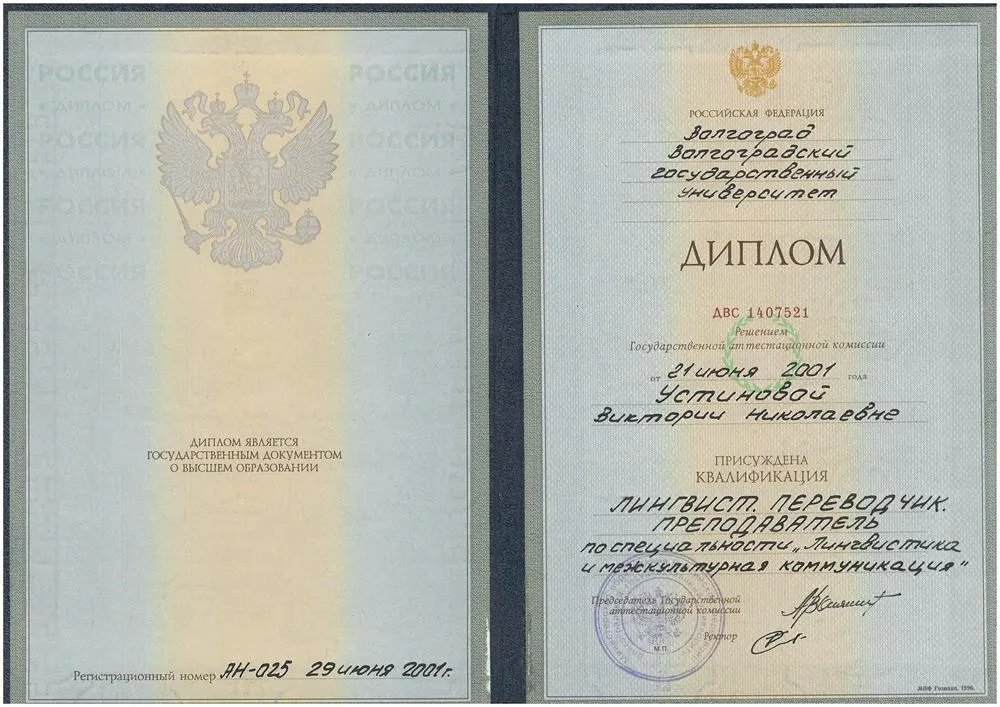 РОССИЯ РОССИЯ
• ДИПЛОМ • • ДИПЛОМ •
РОССИЯ РОССИЯ
• ДИПЛОМ • • ДИПЛОМ •
РОССИЯ РОССИЯ
• ДИПЛОМ • • ДИПЛОМ •
РОССИЯ РОССИЯ
ДИПЛОМ ЯВЛЯЕТСЯ
ГОСУДАРСТВЕННЫМ ДОКУМЕНТОМ
О ВЫСШЕМ ОБРАЗОВАНИИ
Регистрационный номер АН-025 29 июня 2001г.
РОССИЙСКАЯ ФЕДЕРАЦИЯ
Волгоград
Волгоградский
государственный
университет
ДИПЛОМ
ДВС 1407521
Решением
Государственной аттестационной комиссии
от 21 июня 2001 года
Устиновой
Виктории Николаевне
ПРИСУЖДЕНА
КВАЛИФИКАЦИЯ
ЛИНГВИСТ. ПЕРЕВОДЧИК.
ПРЕПОДАВАТЕЛЬ
по специальности „Лингвистика
и межкультурная коммуникация"
Председатель Государственной
аттестационной комиссии
Ректор
М.П.
МПФ Гознака. 1996.